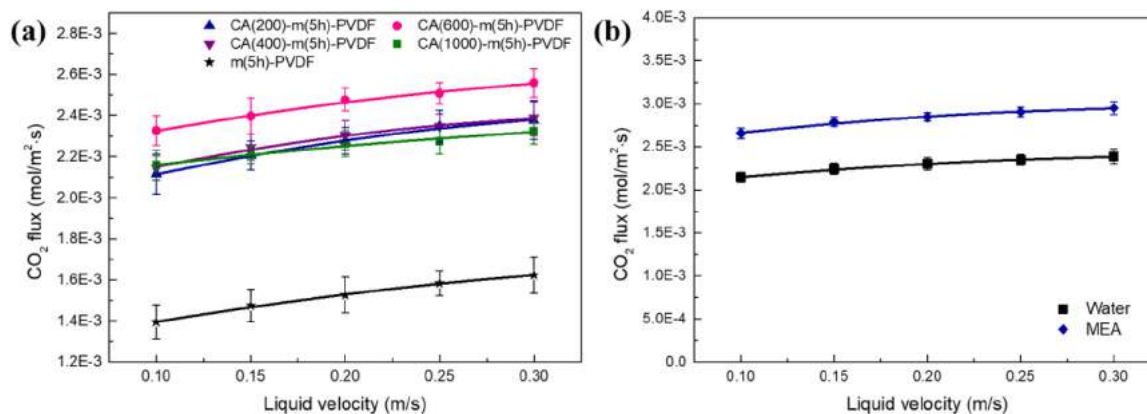 (a)
CA(200)-m(5h)-PVDF
CA(600)-m(5h)-PVDF
CA(400)-m(5h)-PVDF
CA(1000)-m(5h)-PVDF
m(5h)-PVDF
CO₂ flux (mol/m²·s)
2.8E-3
2.6E-3
2.4E-3
2.2E-3
2.0E-3
1.8E-3
1.6E-3
1.4E-3
1.2E-3
0.10 0.15 0.20 0.25 0.30
Liquid velocity (m/s)
(b)
CO₂ flux (mol/m²·s)
4.0E-3
3.5E-3
3.0E-3
2.5E-3
2.0E-3
1.5E-3
1.0E-3
5.0E-4
0.0
Water
MEA
0.10 0.15 0.20 0.25 0.30
Liquid velocity (m/s)